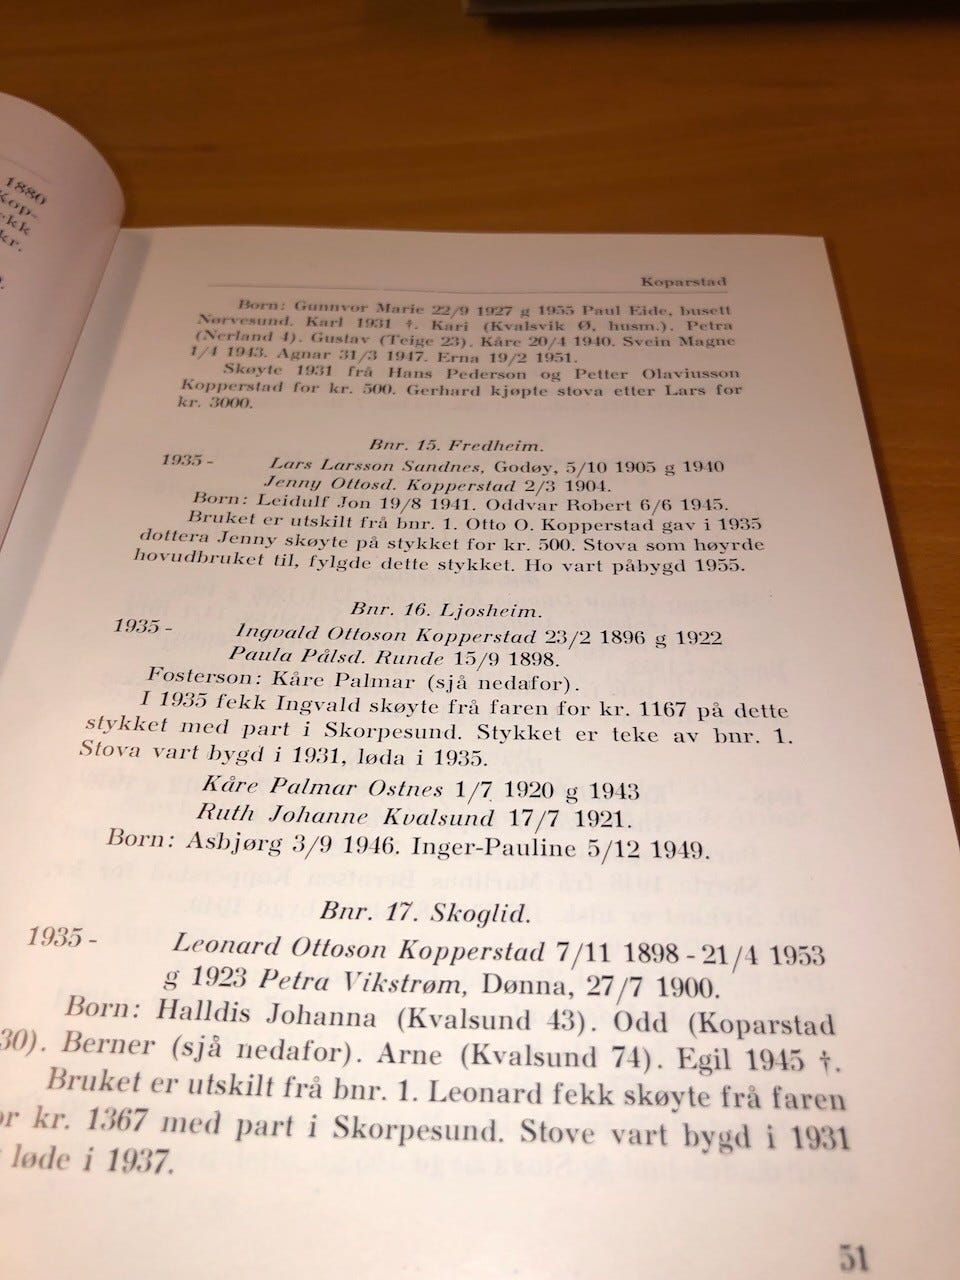 1880
Kop-
ekk
kr.
Koparstad
Born: Gunnvor Marie 22/9 1927 g 1955 Paul Eide, busett
Nørvesund. Karl 1931 †. Kari (Kvalsvik Ø, husm.). Petra
(Nerland 4). Gustav (Teige 23). Kåre 20/4 1940. Svein Magne
1/4 1943. Agnar 31/3 1947. Erna 19/2 1951.
Skøyte 1931 frå Hans Pederson og Petter Olaviusson
Kopperstad for kr. 500. Gerhard kjøpte stova etter Lars for
kr. 3000.
Bnr. 15. Fredheim.
1935 - Lars Larsson Sandnes, Godøy, 5/10 1905 g 1940
Jenny Ottosd. Kopperstad 2/3 1904.
Born: Leidulf Jon 19/8 1941. Oddvar Robert 6/6 1945.
Bruket er utskilt frå bnr. 1. Otto O. Kopperstad gav i 1935
dottera Jenny skøyte på stykket for kr. 500. Stova som høyrde
hovudbruket til, fylgde dette stykket. Ho vart påbygd 1955.
Bnr. 16. Ljosheim.
1935 - Ingvald Ottoson Kopperstad 23/2 1896 g 1922
Paula Pålsd. Runde 15/9 1898.
Fosterson: Kåre Palmar (sjå nedafor).
I 1935 fekk Ingvald skøyte frå faren for kr. 1167 på dette
stykket med part i Skorpesund. Stykket er teke av bnr. 1.
Stova vart bygd i 1931, løda i 1935.
Kåre Palmar Ostnes 1/7 1920 g 1943
Ruth Johanne Kvalsund 17/7 1921.
Born: Asbjørg 3/9 1946. Inger-Pauline 5/12 1949.
Bnr. 17. Skoglid.
1935 - Leonard Ottoson Kopperstad 7/11 1898 - 21/4 1953
g 1923 Petra Vikstrøm, Dønna, 27/7 1900.
Born: Halldis Johanna (Kvalsund 43). Odd (Koparstad
30). Berner (sjå nedafor). Arne (Kvalsund 74). Egil 1945 †.
Bruket er utskilt frå bnr. 1. Leonard fekk skøyte frå faren
or kr. 1367 med part i Skorpesund. Stove vart bygd i 1931
løde i 1937.
51